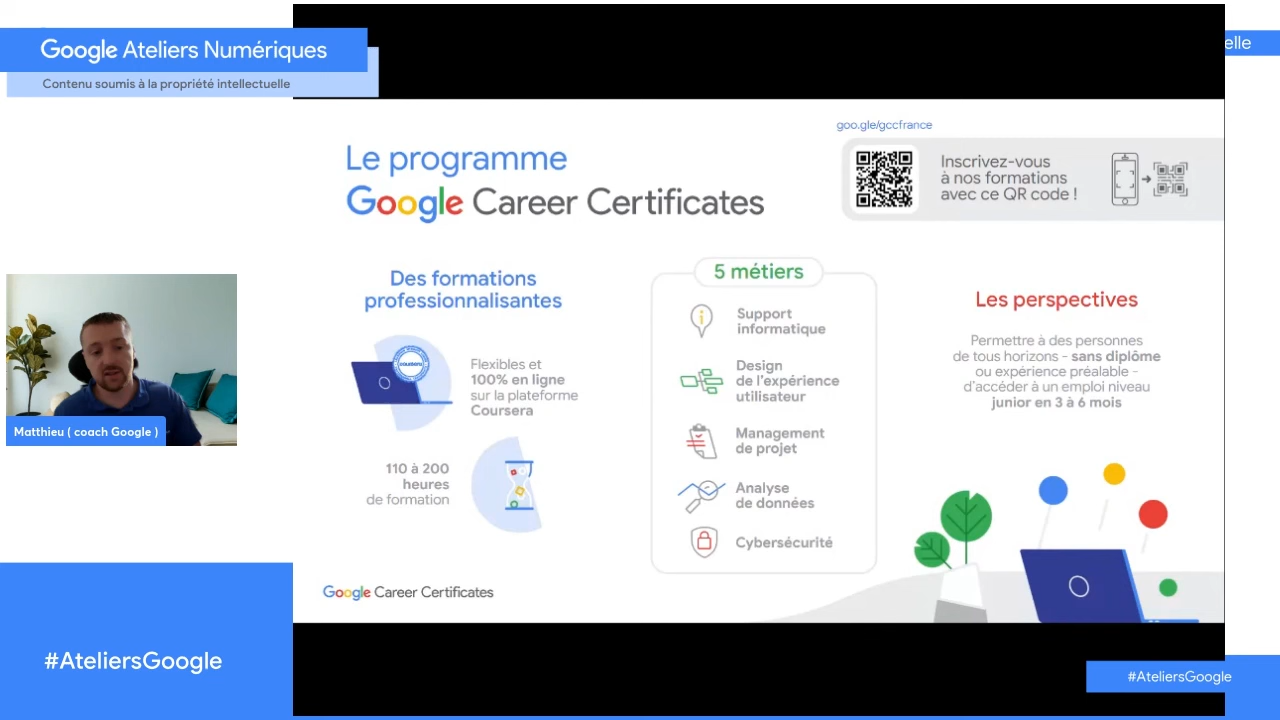 Google Ateliers Numériques
Contenu soumis à la propriété intellectuelle
elle
goo.gle/gccfrance
Le programme
Google Career Certificates
Inscrivez-vous
à nos formations
avec ce QR code !
Des formations
professionnalisantes
coursera
Flexibles et
100% en ligne
sur la plateforme
Coursera
110 à 200
heures
de formation
5 métiers
Support
informatique
Design
de l'expérience
utilisateur
Management
de projet
Analyse
de données
Cybersécurité
Les perspectives
Permettre à des personnes
de tous horizons - sans diplôme
ou expérience préalable -
d'accéder à un emploi niveau
junior en 3 à 6 mois
Matthieu ( coach Google )
Google Career Certificates
#AteliersGoogle
#AteliersGoogle